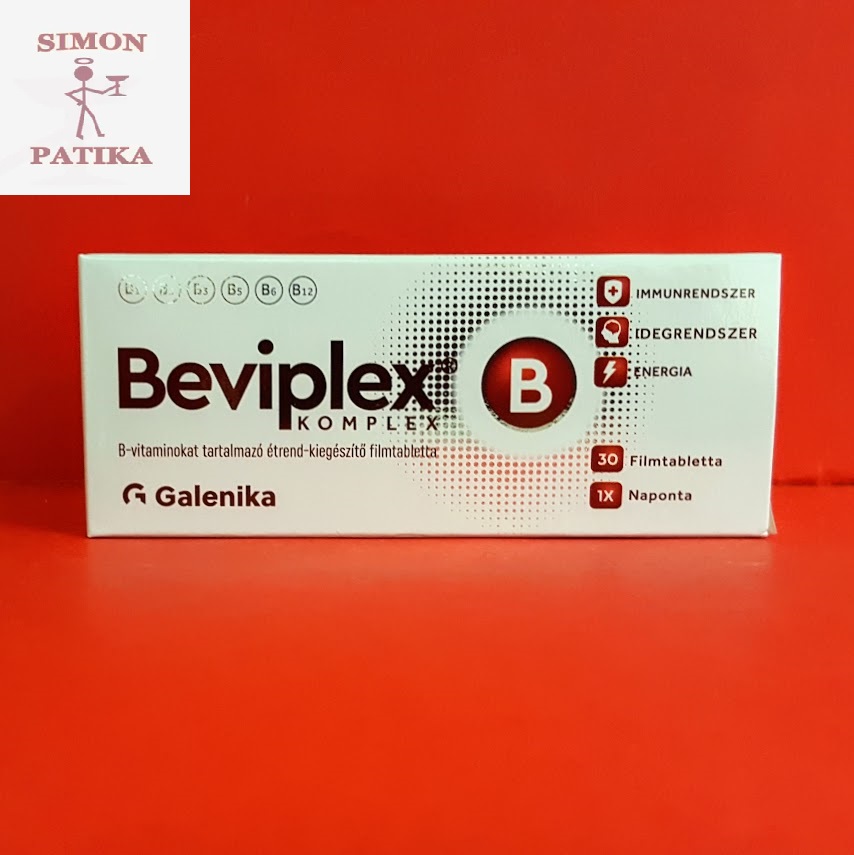 SIMON
PATIKA
B1 B2 B3 B5 B6 B12
Beviplex®
KOMPLEX
B-vitaminokat tartalmazó étrend-kiegészítő filmtabletta
Galenika
B
IMMUNRENDSZER
IDEGRENDSZER
ENERGIA
30 Filmtabletta
1X Naponta